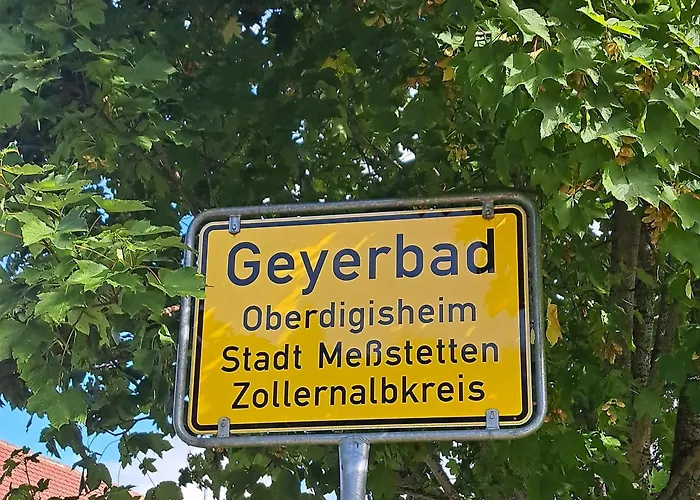 Geyerbad
Oberdigisheim
Stadt Meßstetten
Zollernalbkreis